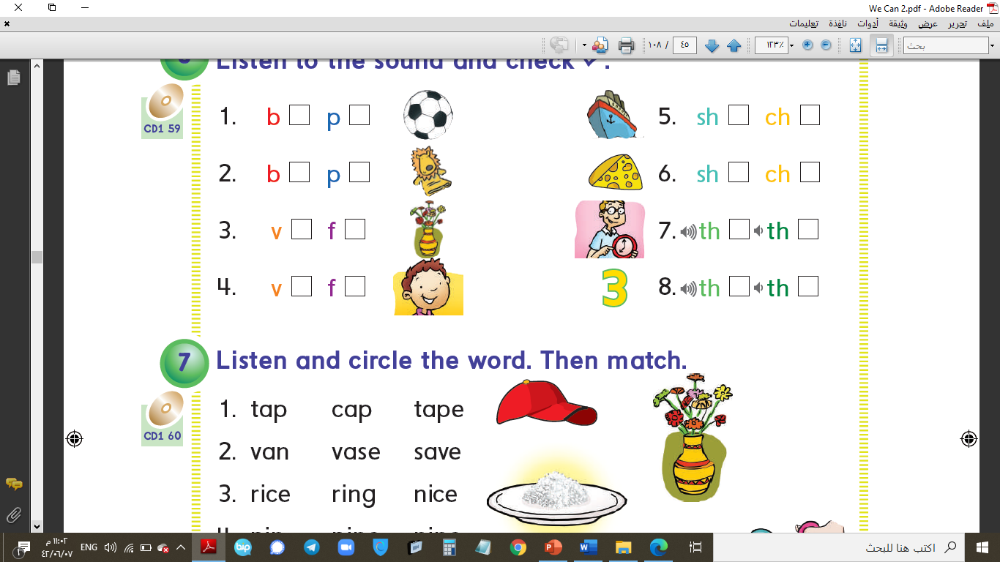 We Can 2.pdf - Adobe Reader
ملف تحرير عرض وثيقة أدوات نافذة تعليمات
٤٥ / ١٠٨
١٢٣٪
بحث
Listen to the sound and check ✓.
CD1 59
1. b p
5. sh ch
2. b p
6. sh ch
3. v f
7. th th
4. v f
3
8. th th
7 Listen and circle the word. Then match.
CD1 60
1. tap cap tape
2. van vase save
3. rice ring nice
ENG
١١:٠٢ م
٤٢/٠٦/٠٧
bip
اكتب هنا للبحث